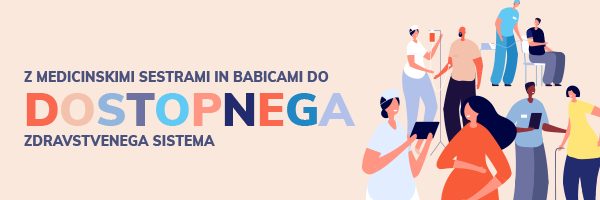 Z MEDICINSKIMI SESTRAMI IN BABICAMI DO
DOSTOPNEGA
ZDRAVSTVENEGA SISTEMA